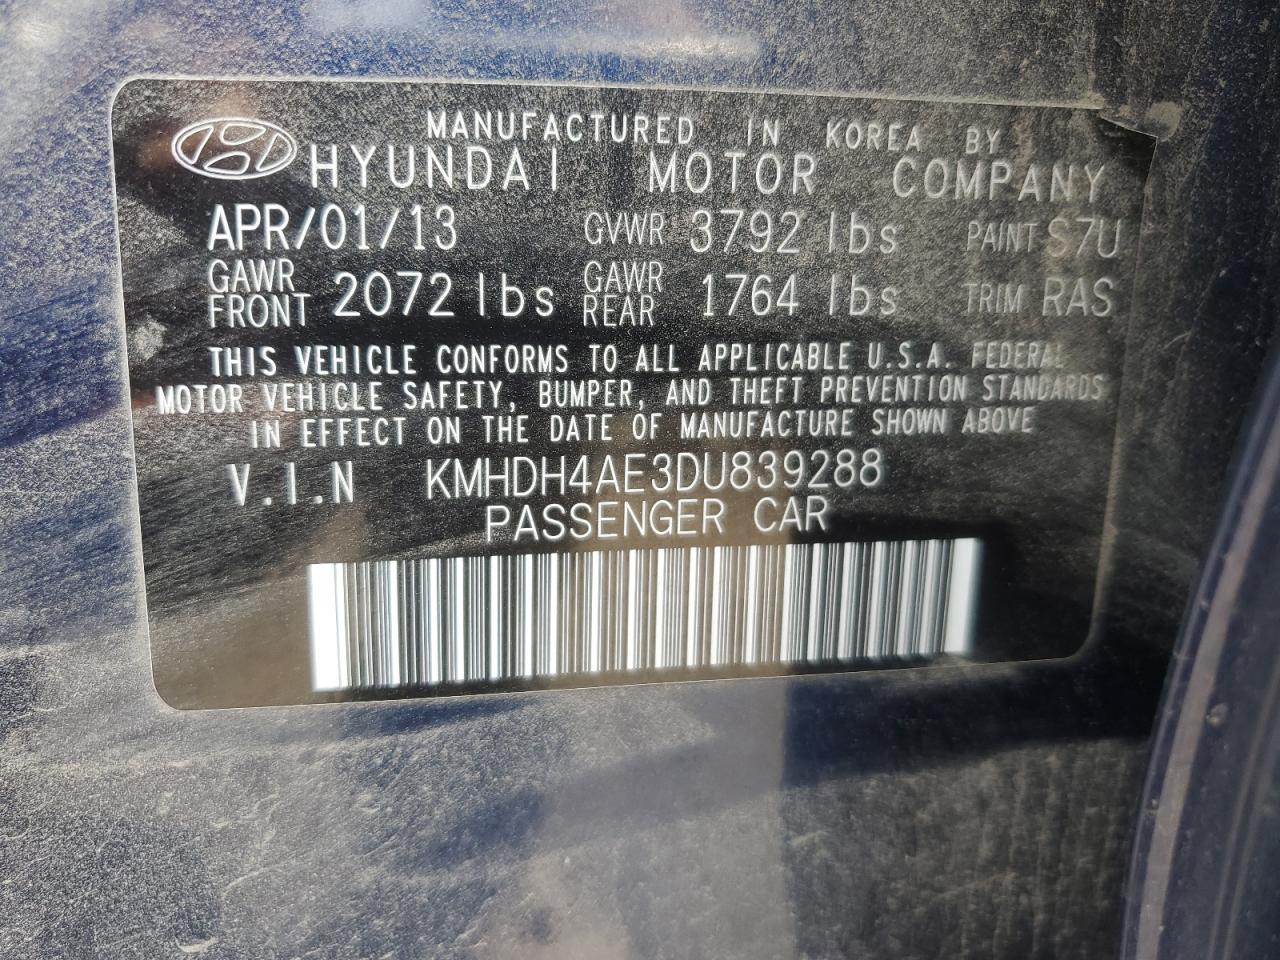 MANUFACTURED IN KOREA BY
HYUNDAI MOTOR COMPANY
APR/01/13 GVWR 3792 lbs PAINT S7U
GAWR FRONT 2072 lbs GAWR REAR 1764 lbs TRIM RAS
THIS VEHICLE CONFORMS TO ALL APPLICABLE U.S.A. FEDERAL
MOTOR VEHICLE SAFETY, BUMPER, AND THEFT PREVENTION STANDARDS
IN EFFECT ON THE DATE OF MANUFACTURE SHOWN ABOVE
V.I.N KMHDH4AE3DU839288
PASSENGER CAR